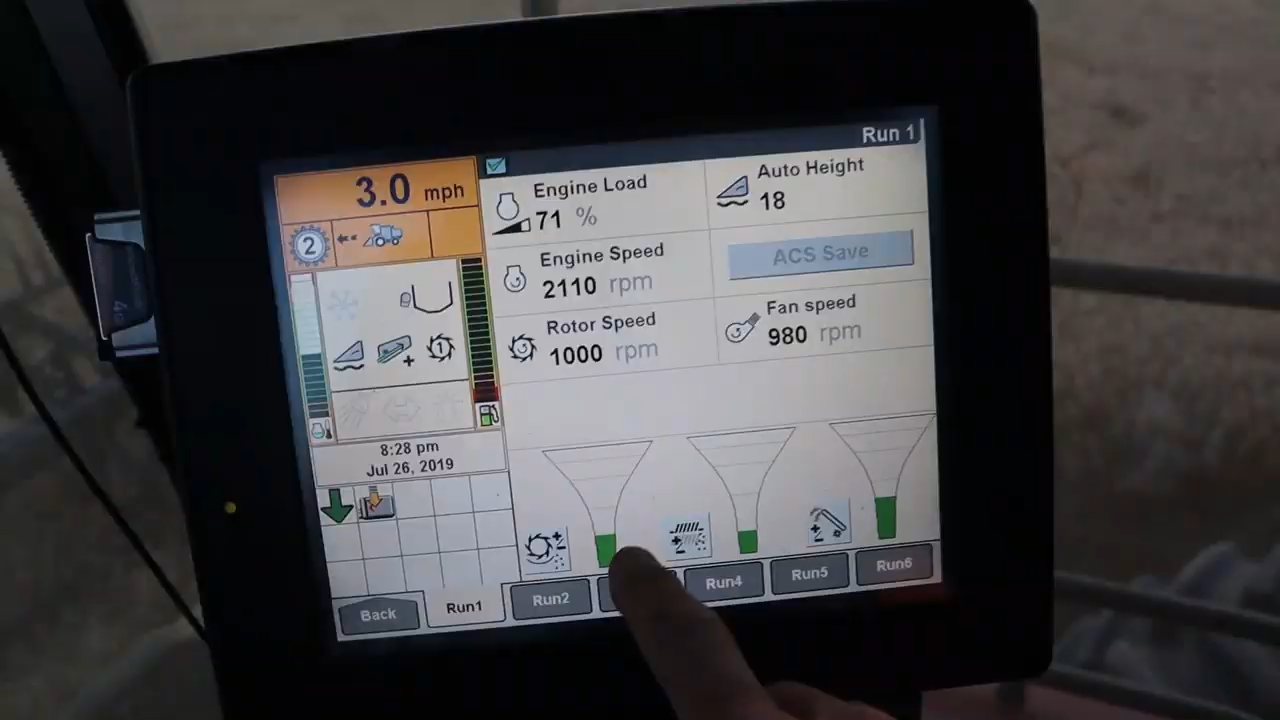 Run 1
3.0 mph
2
1
8:28 pm
Jul 26, 2019
Engine Load
71 %
Auto Height
18
Engine Speed
2110 rpm
ACS Save
Rotor Speed
1000 rpm
Fan speed
980 rpm
Back
Run1
Run2
Run4
Run5
Run6